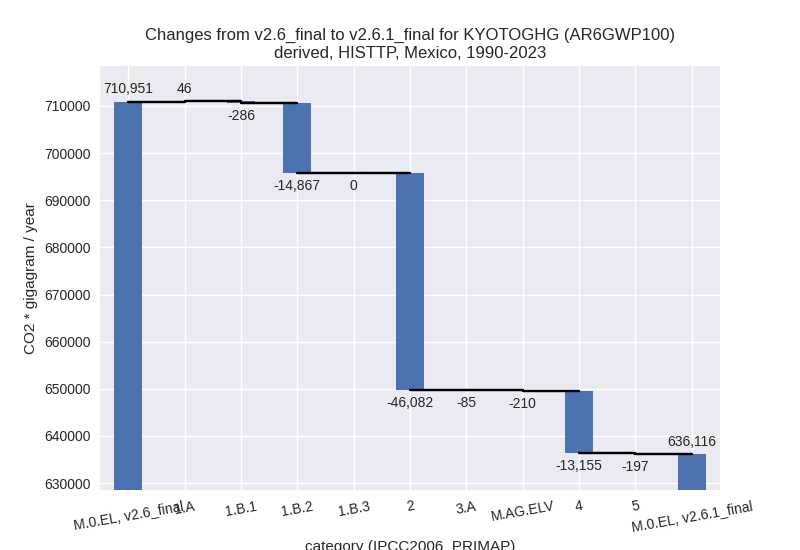 Changes from v2.6_final to v2.6.1_final for KYOTOGHG (AR6GWP100)
derived, HISTTP, Mexico, 1990-2023
710,951
46
-286
-14,867
0
-46,082
-85
-210
-13,155
-197
636,116
710000
700000
690000
680000
670000
660000
650000
640000
630000
CO2 * gigagram / year
M.0.EL, v2.6_final
1.A
1.B.1
1.B.2
1.B.3
2
3.A
M.AG.ELV
4
5
M.0.EL, v2.6.1_final
category (IPCC2006_PRIMAP)